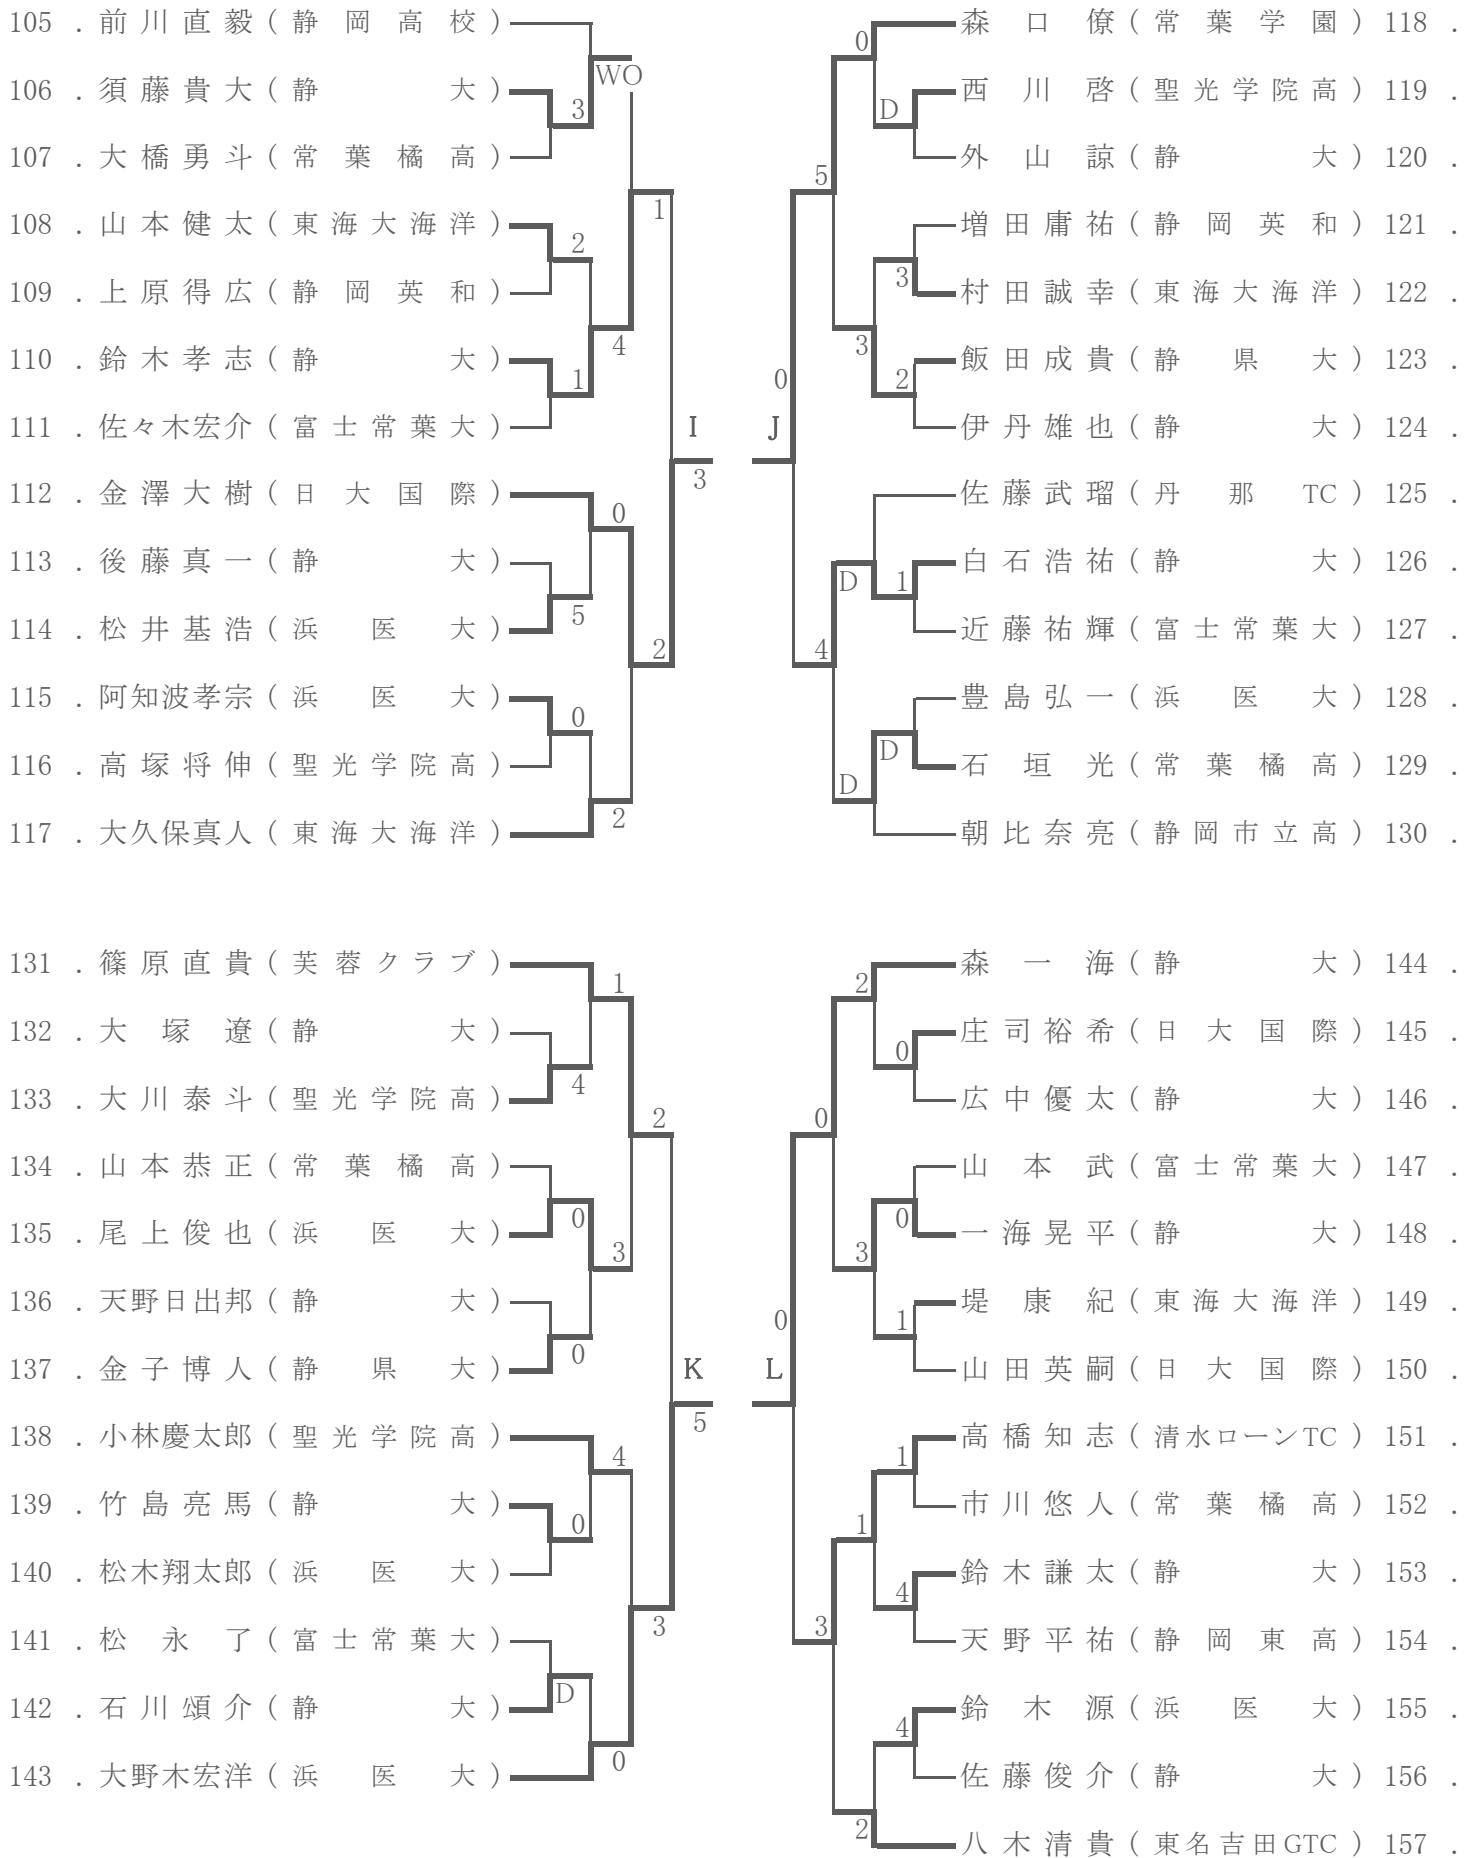 105 . 前川直毅 ( 静岡高校 )
WO
106 . 須藤貴大 ( 静大 )
3
107 . 大橋勇斗 ( 常葉橘高 )
1
108 . 山本健太 ( 東海大海洋 )
2
109 . 上原得広 ( 静岡英和 )
4
110 . 鈴木孝志 ( 静大 )
1
111 . 佐々木宏介 ( 富士常葉大 )
I
3
112 . 金澤大樹 ( 日大国際 )
0
113 . 後藤真一 ( 静大 )
5
114 . 松井基浩 ( 浜医大 )
2
115 . 阿知波孝宗 ( 浜医大 )
0
116 . 高塚将伸 ( 聖光学院高 )
2
117 . 大久保真人 ( 東海大海洋 )
森口僚 ( 常葉学園 ) 118 .
0
西川啓 ( 聖光学院高 ) 119 .
D
外山諒 ( 静大 ) 120 .
5
増田庸祐 ( 静岡英和 ) 121 .
3
村田誠幸 ( 東海大海洋 ) 122 .
3
飯田成貴 ( 静県大 ) 123 .
2
0
伊丹雄也 ( 静大 ) 124 .
J
佐藤武瑠 ( 丹那TC ) 125 .
D
白石浩祐 ( 静大 ) 126 .
1
近藤祐輝 ( 富士常葉大 ) 127 .
4
豊島弘一 ( 浜医大 ) 128 .
D
石垣光 ( 常葉橘高 ) 129 .
D
朝比奈亮 ( 静岡市立高 ) 130 .
131 . 篠原直貴 ( 芙蓉クラブ )
1
132 . 大塚遼 ( 静大 )
4
133 . 大川泰斗 ( 聖光学院高 )
2
134 . 山本恭正 ( 常葉橘高 )
0
135 . 尾上俊也 ( 浜医大 )
3
136 . 天野日出邦 ( 静大 )
0
137 . 金子博人 ( 静県大 )
K
5
138 . 小林慶太郎 ( 聖光学院高 )
4
139 . 竹島亮馬 ( 静大 )
0
140 . 松木翔太郎 ( 浜医大 )
3
141 . 松永了 ( 富士常葉大 )
D
142 . 石川頌介 ( 静大 )
0
143 . 大野木宏洋 ( 浜医大 )
森一海 ( 静大 ) 144 .
2
庄司裕希 ( 日大国際 ) 145 .
0
広中優太 ( 静大 ) 146 .
0
山本武 ( 富士常葉大 ) 147 .
0
一海晃平 ( 静大 ) 148 .
3
堤康紀 ( 東海大海洋 ) 149 .
1
0
山田英嗣 ( 日大国際 ) 150 .
L
高橋知志 ( 清水ローンTC ) 151 .
1
市川悠人 ( 常葉橘高 ) 152 .
1
鈴木謙太 ( 静大 ) 153 .
4
天野平祐 ( 静岡東高 ) 154 .
3
鈴木源 ( 浜医大 ) 155 .
4
佐藤俊介 ( 静大 ) 156 .
2
八木清貴 ( 東名吉田GTC ) 157 .